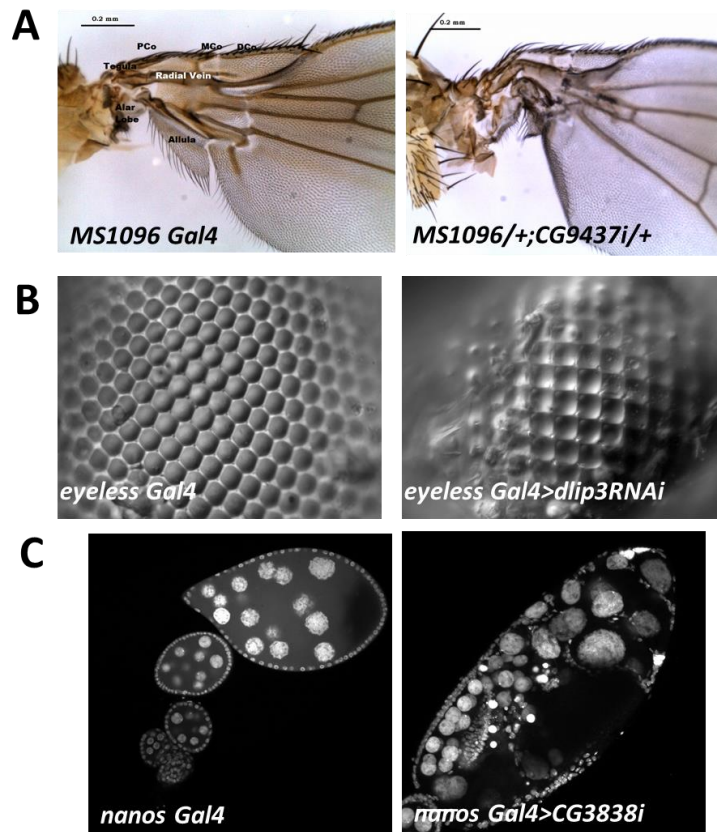 A
0.2 mm
PCo
MCo
DCo
Tegula
Radial Vein
Alar
Lobe
Allula
MS1096 Gal4
0.2 mm
MS1096/+;CG9437i/+
B
eyeless Gal4
eyeless Gal4>dlip3RNAi
C
nanos Gal4
nanos Gal4>CG3838i